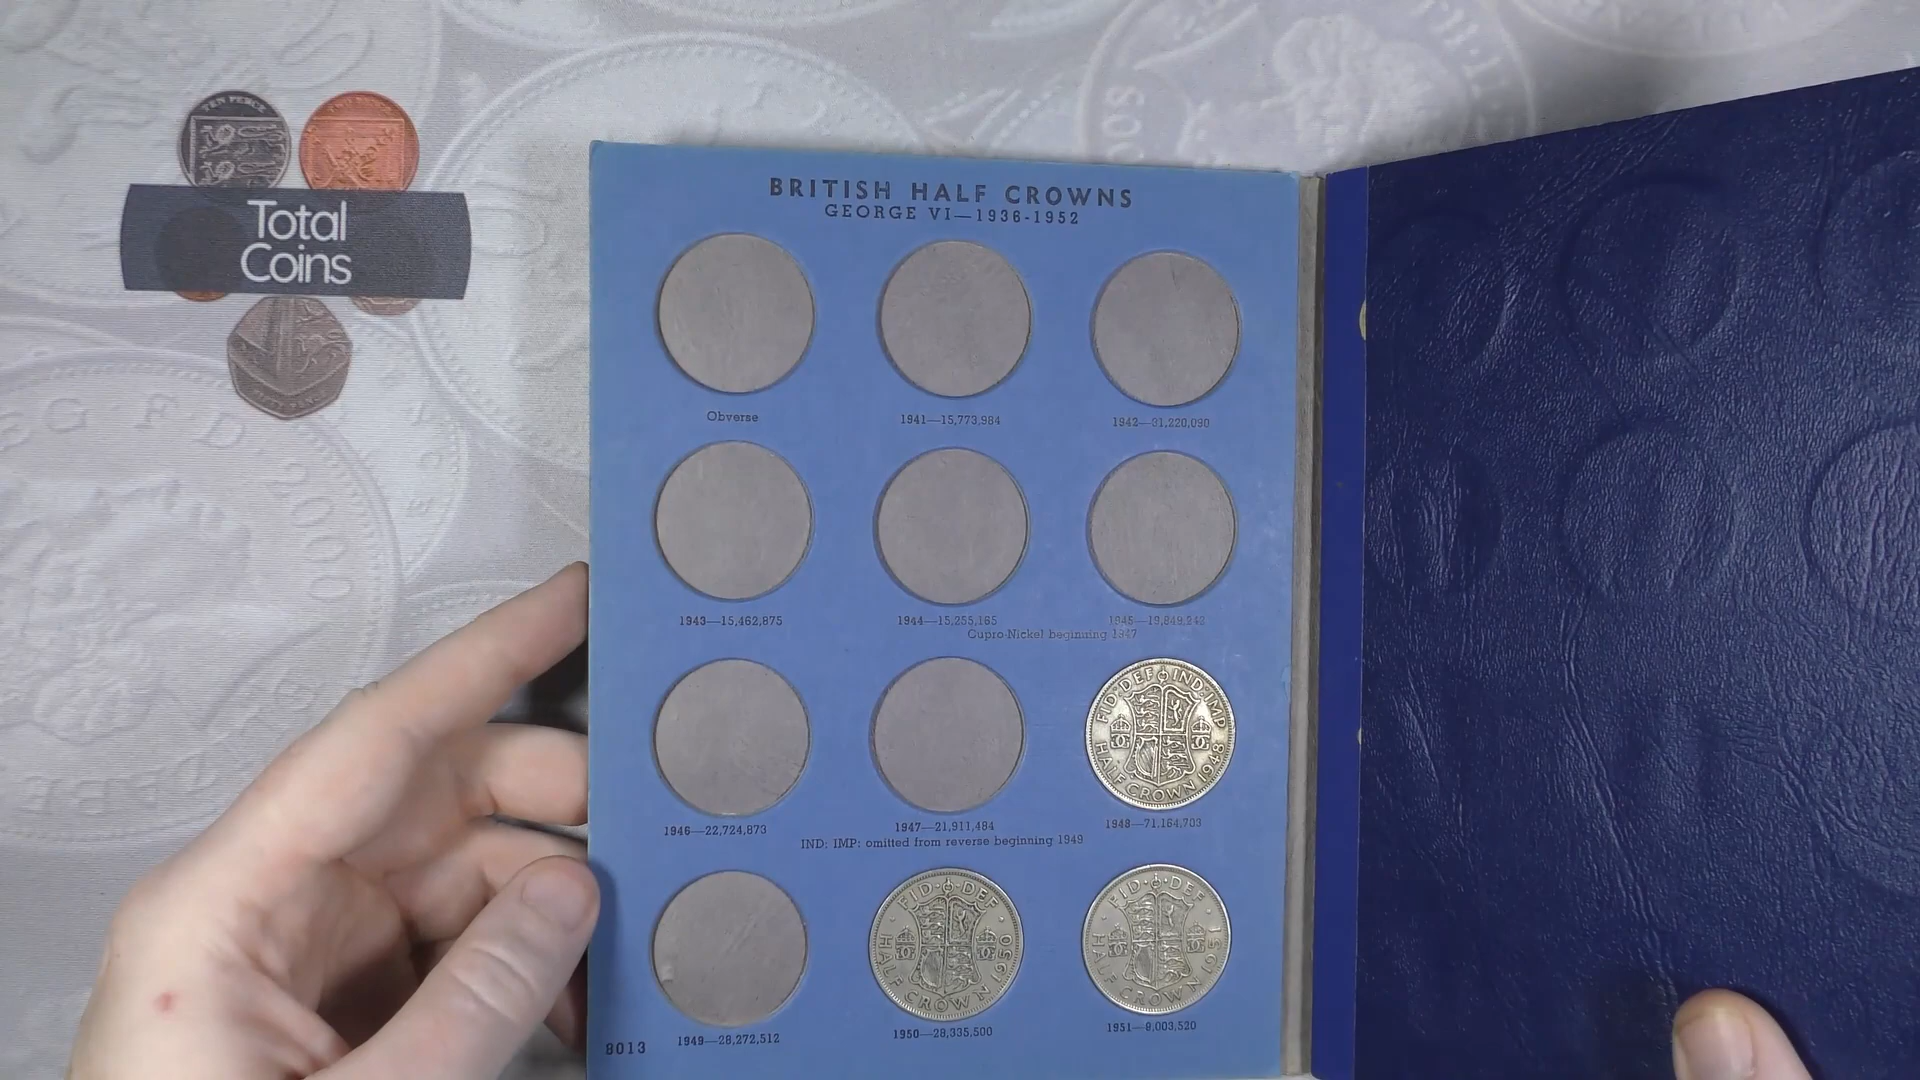 TEN PENCE
Total
Coins
G F D 2000
BRITISH HALF CROWNS
GEORGE VI—1936-1952
Obverse
1941—15,773,984
1942—31,220,090
1943—15,462,875
1944—15,255,165
1945—19,849,242
Cupro-Nickel beginning 1947
FID·DEF IND·IMP
HALF CROWN 1948
1946—22,724,873
1947—21,911,484
1948—71,164,703
IND: IMP: omitted from reverse beginning 1949
FID·DEF
HALF CROWN 1950
FID·DEF
HALF CROWN 1951
1949—28,272,512
1950—28,335,500
1951—9,003,520
8013